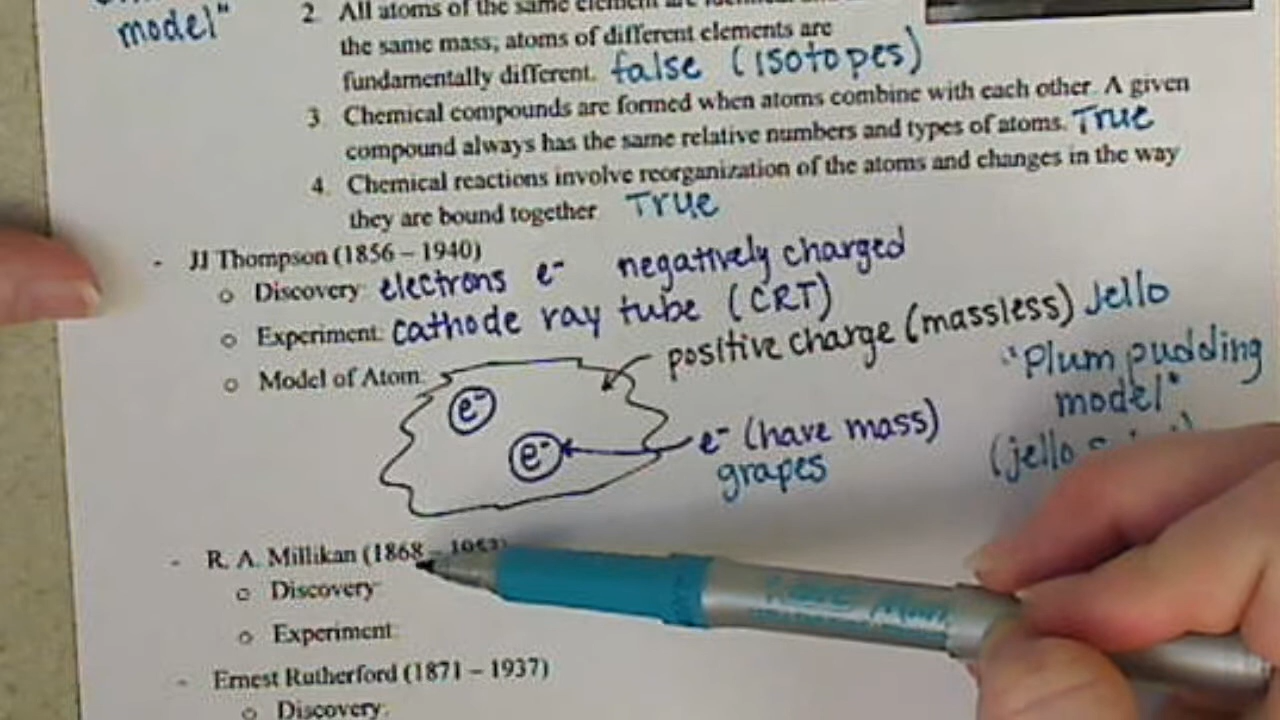 model"
2. All atoms of the same element are identical
the same mass; atoms of different elements are
fundamentally different. false (isotopes)
3. Chemical compounds are formed when atoms combine with each other. A given
compound always has the same relative numbers and types of atoms. True
4. Chemical reactions involve reorganization of the atoms and changes in the way
they are bound together. True
- JJ Thompson (1856 – 1940)
o Discovery: electrons e- negatively charged
o Experiment: cathode ray tube (CRT)
positive charge (massless) Jello
o Model of Atom:
"Plum pudding
model"
e-
e-
e- (have mass)
grapes
(jello
- R. A. Millikan (1868 – 1953)
o Discovery:
o Experiment:
- Ernest Rutherford (1871 – 1937)
o Discovery: